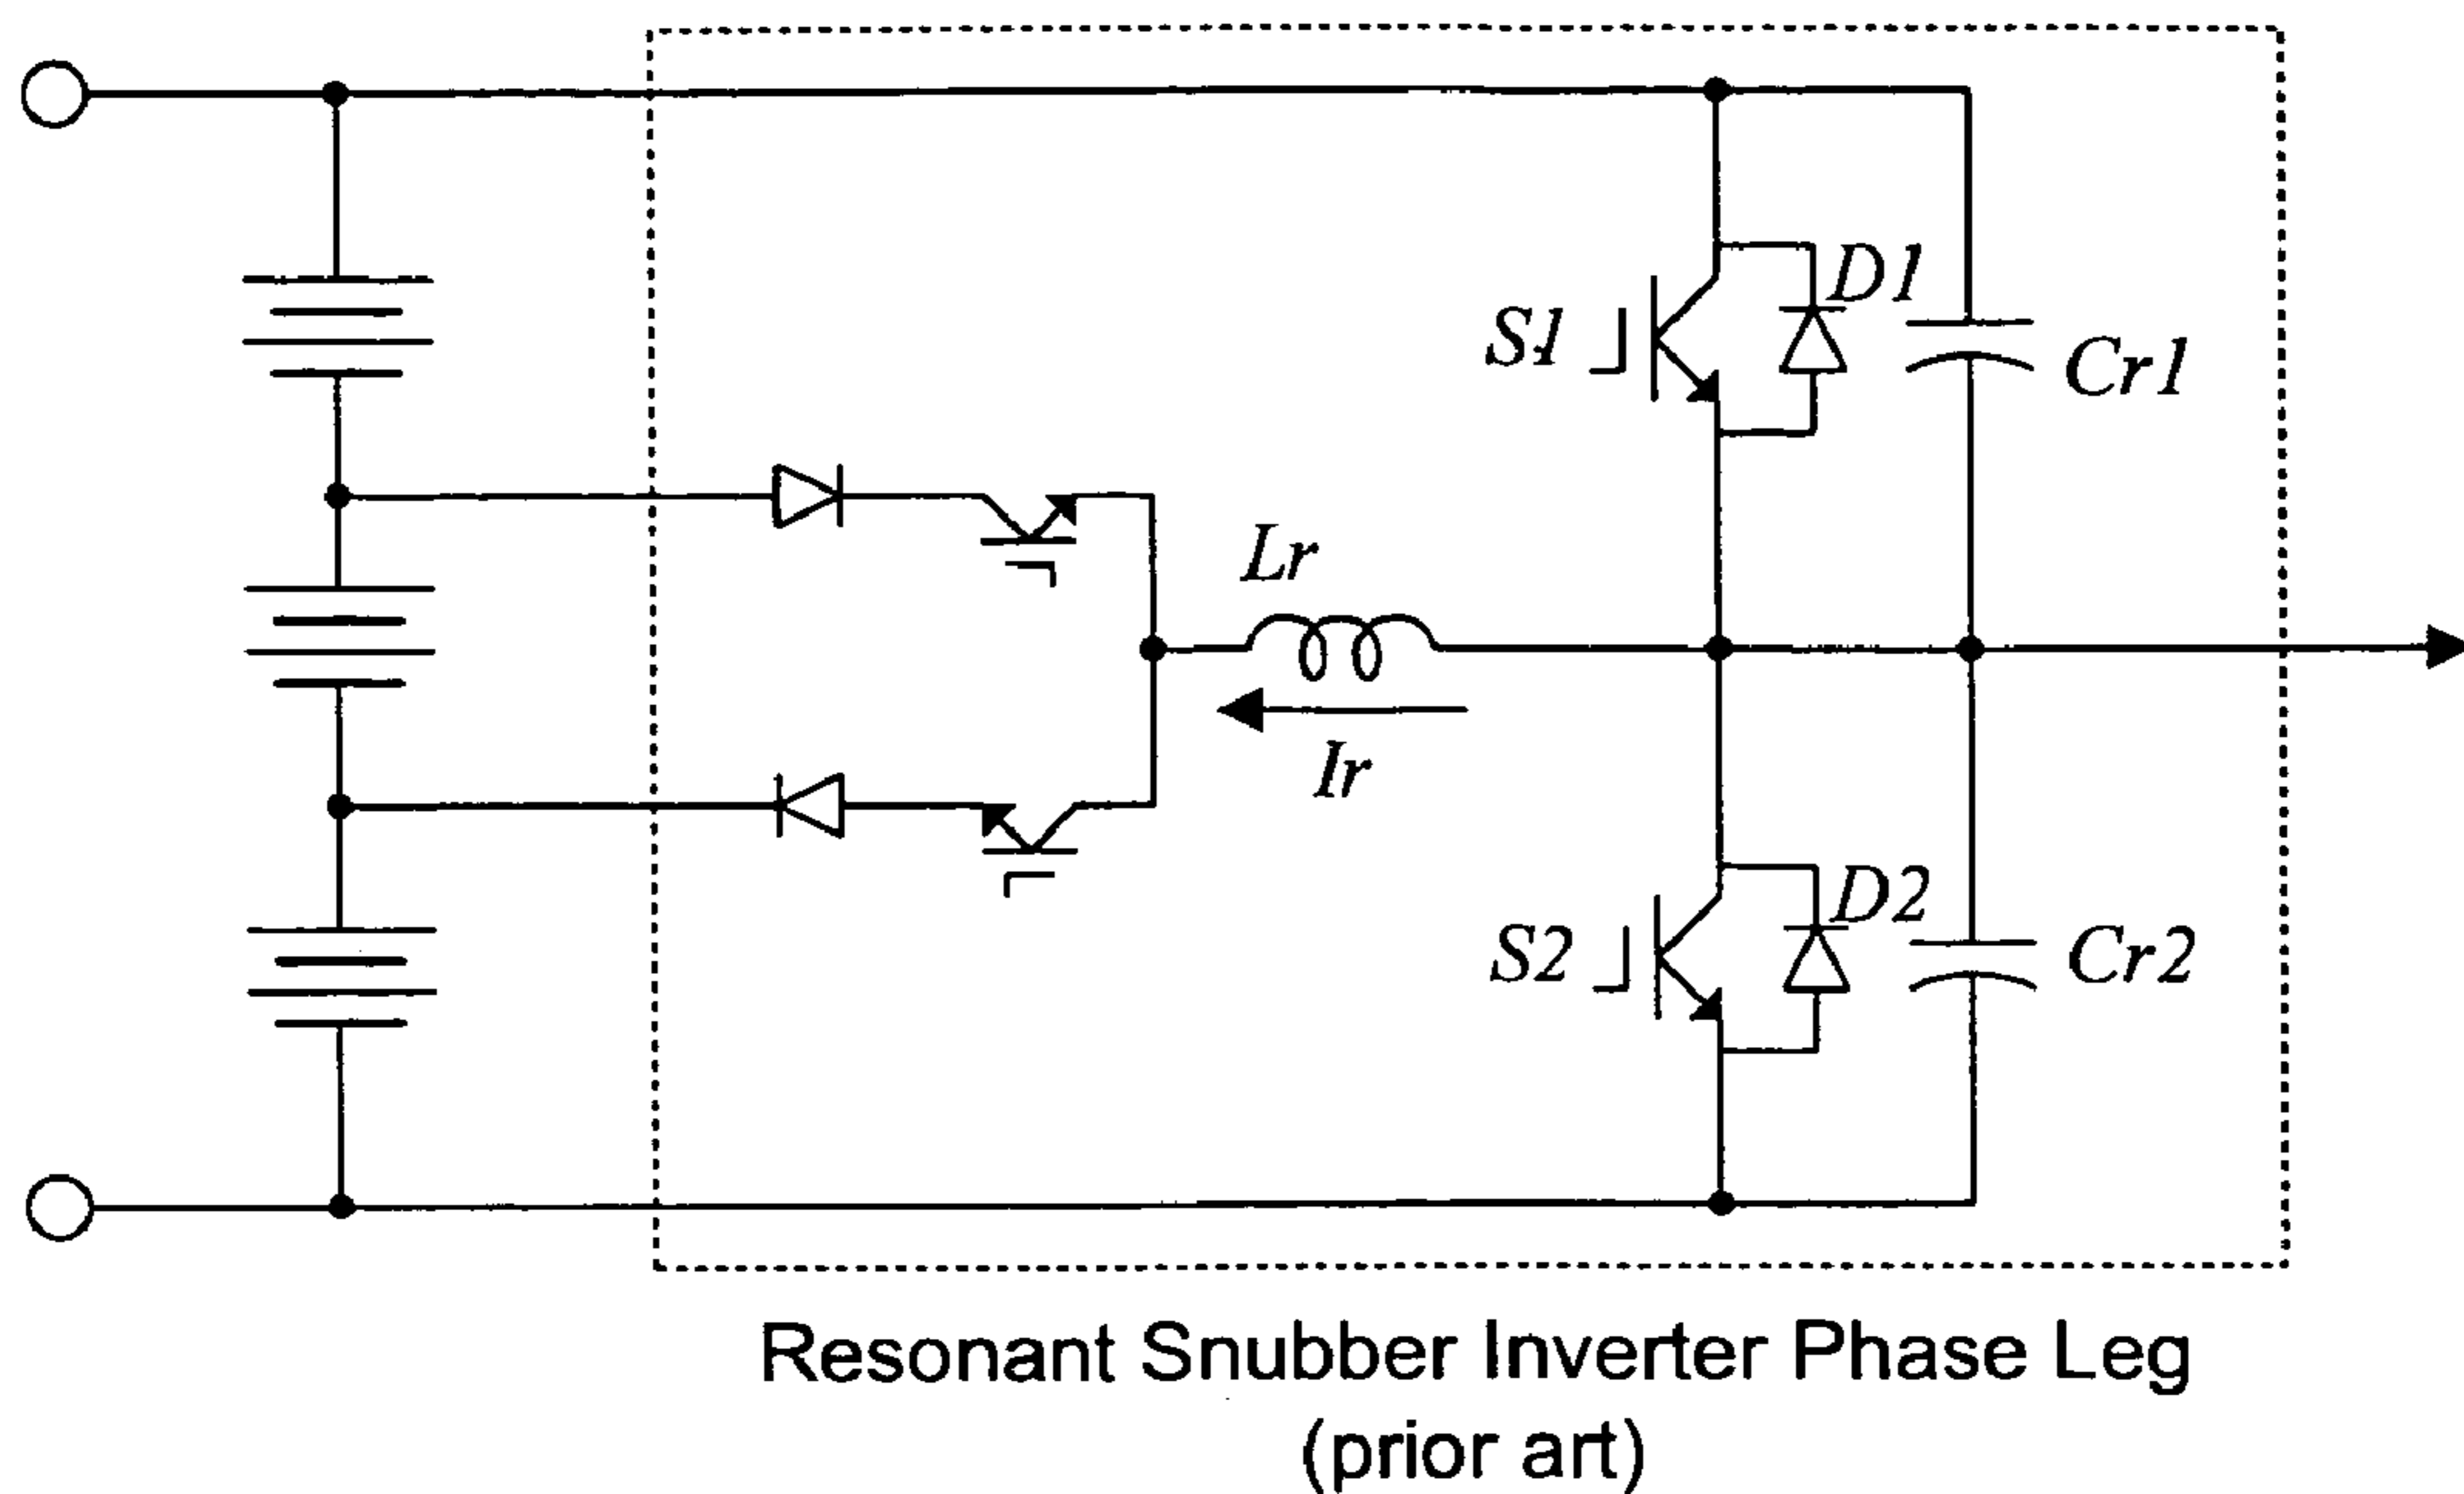 D1
S1
Cr1
Lr
Ir
D2
S2
Cr2
Resonant Snubber Inverter Phase Leg
(prior art)